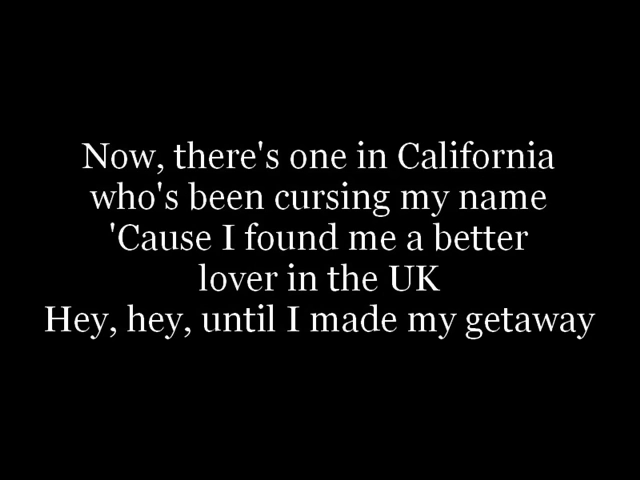 Now, there's one in California
who's been cursing my name
'Cause I found me a better
lover in the UK
Hey, hey, until I made my getaway